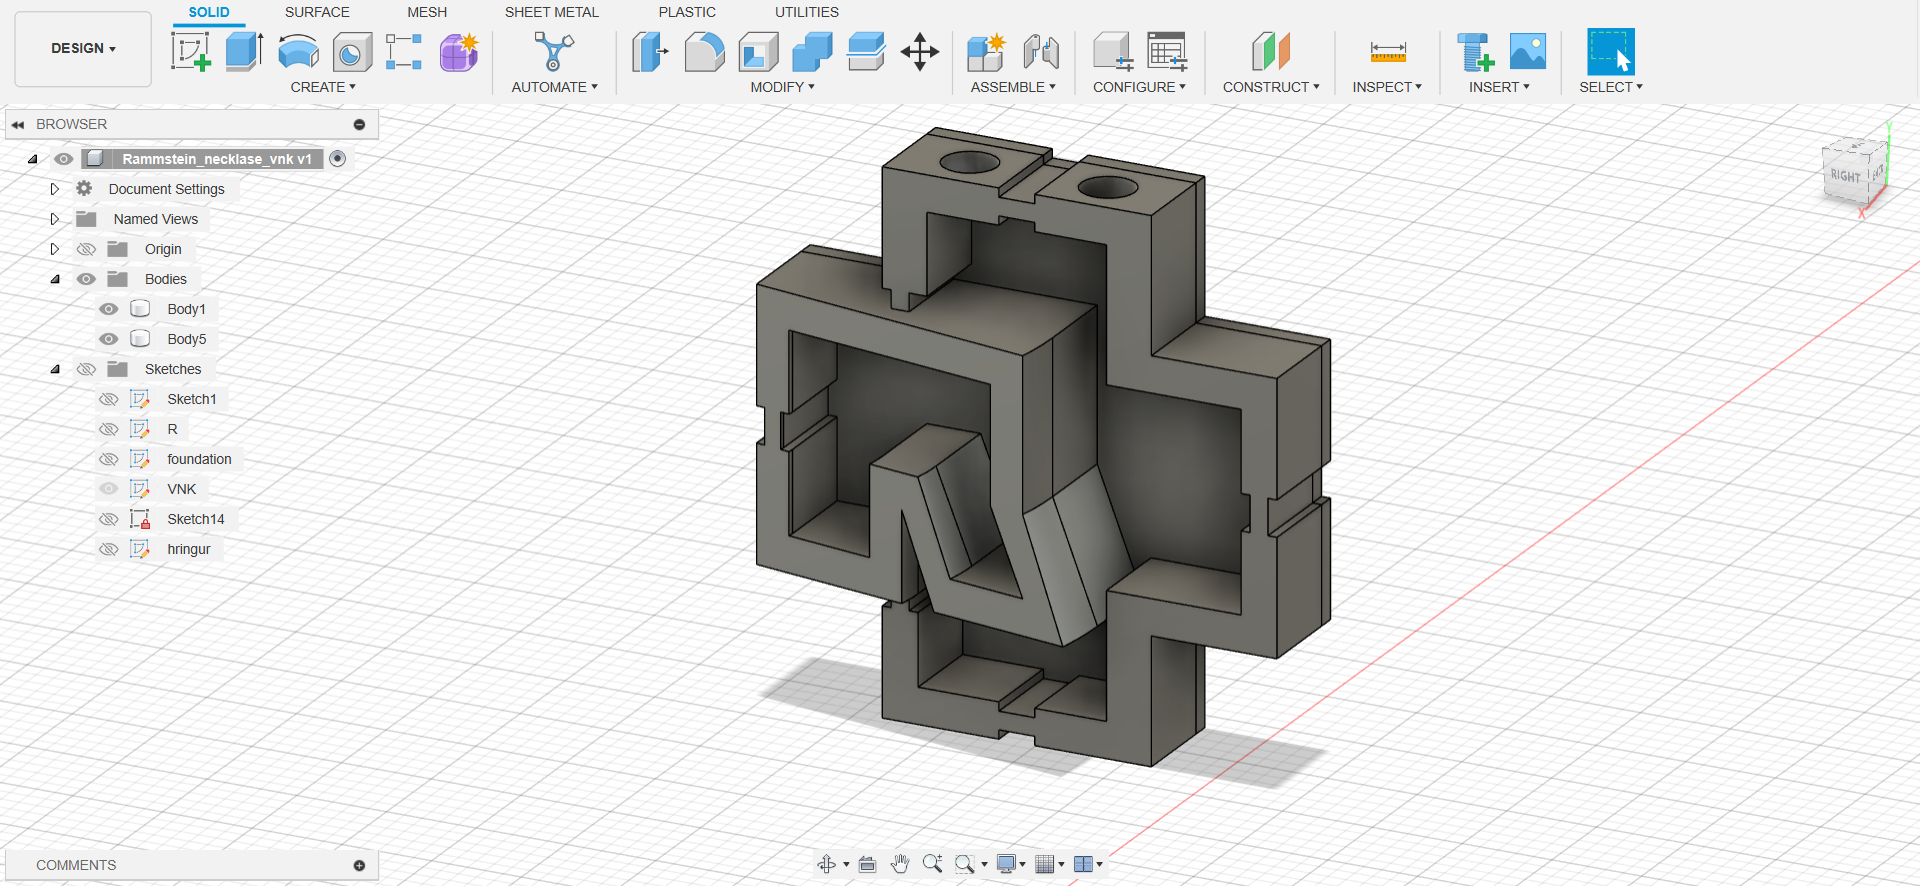 SOLID SURFACE MESH SHEET METAL PLASTIC UTILITIES
DESIGN
CREATE AUTOMATE MODIFY ASSEMBLE CONFIGURE CONSTRUCT INSPECT INSERT SELECT
BROWSER
Rammstein_necklase_vnk v1
Document Settings
Named Views
Origin
Bodies
Body1
Body5
Sketches
Sketch1
R
foundation
VNK
Sketch14
hringur
Y
RIGHT
X
COMMENTS